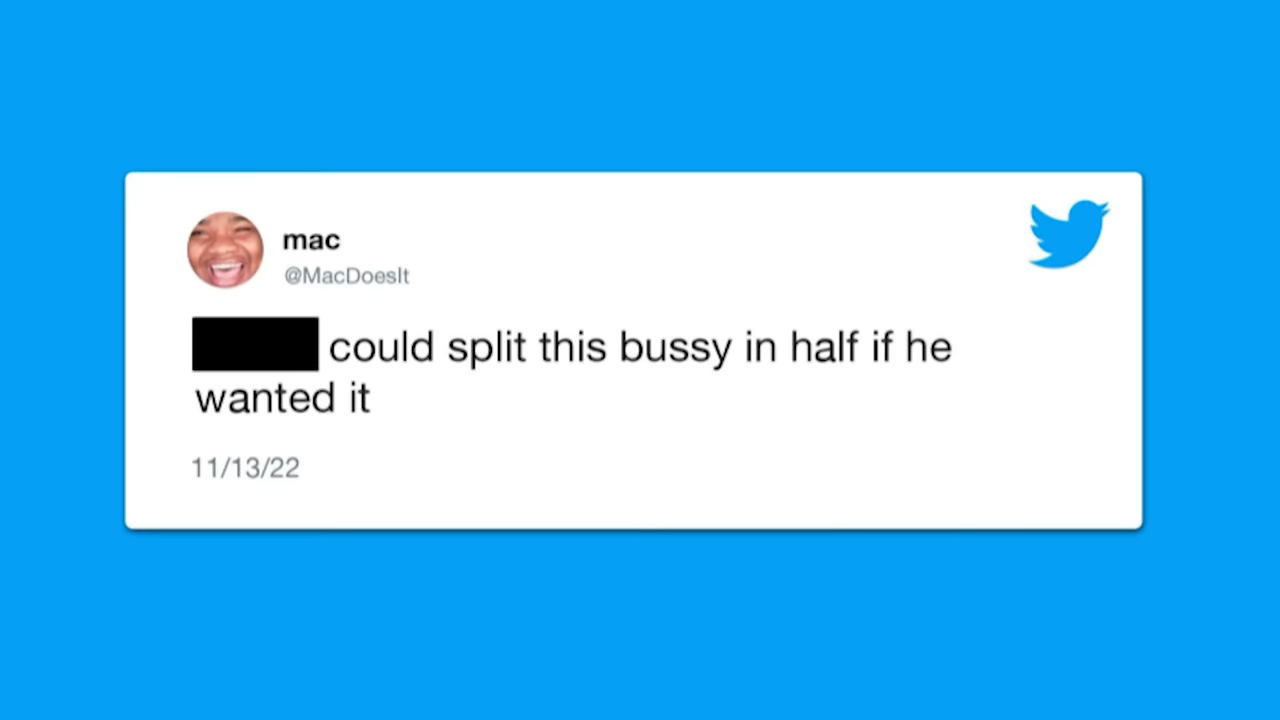 mac
@MacDoesIt
could split this bussy in half if he
wanted it
11/13/22